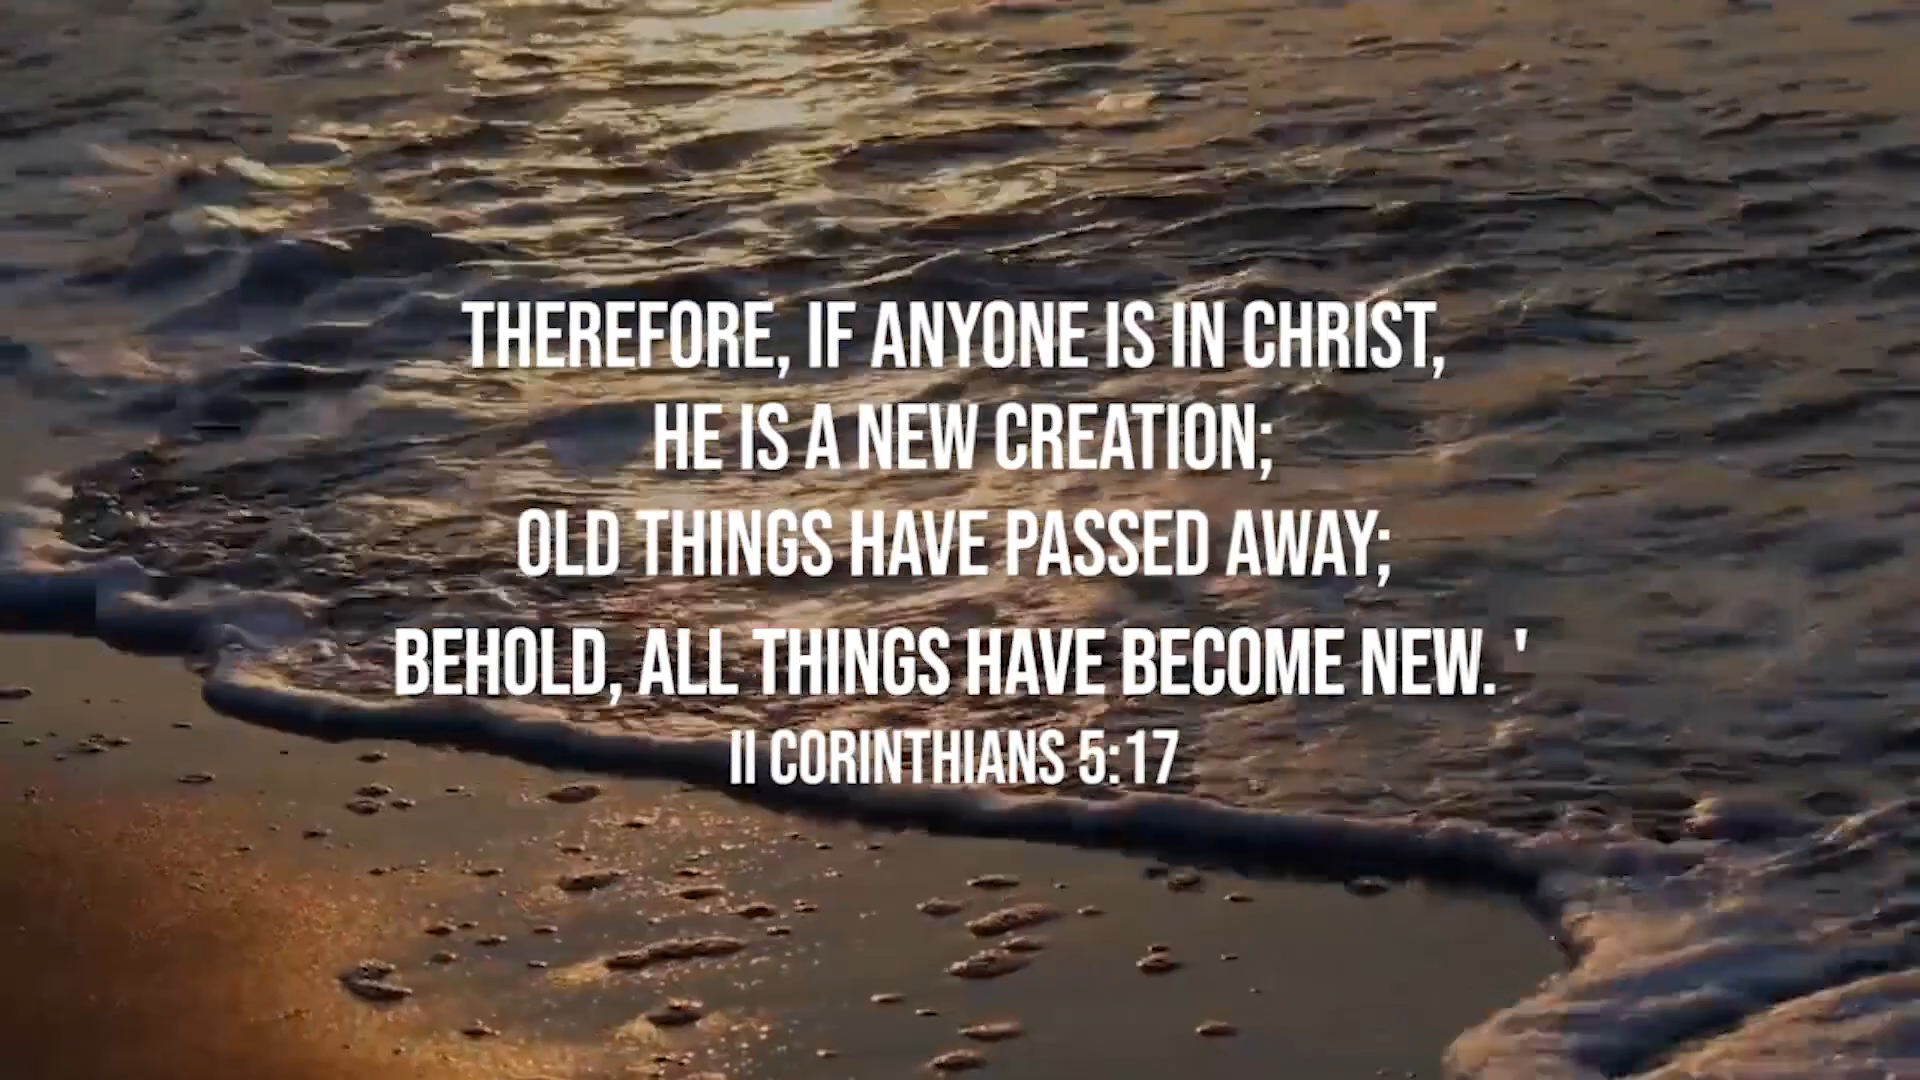 THEREFORE, IF ANYONE IS IN CHRIST,
HE IS A NEW CREATION;
OLD THINGS HAVE PASSED AWAY;
BEHOLD, ALL THINGS HAVE BECOME NEW. '
II CORINTHIANS 5:17